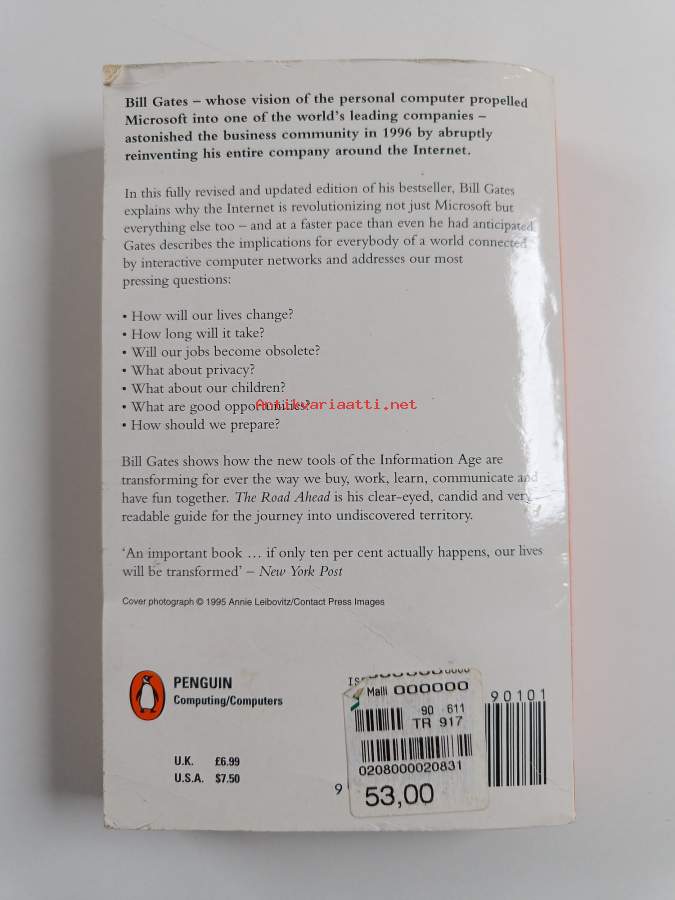 Bill Gates – whose vision of the personal computer propelled
Microsoft into one of the world's leading companies –
astonished the business community in 1996 by abruptly
reinventing his entire company around the Internet.
In this fully revised and updated edition of his bestseller, Bill Gates
explains why the Internet is revolutionizing not just Microsoft but
everything else too – and at a faster pace than even he had anticipated.
Gates describes the implications for everybody of a world connected
by interactive computer networks and addresses our most
pressing questions:
• How will our lives change?
• How long will it take?
• Will our jobs become obsolete?
• What about privacy?
• What about our children?
• What are good opportunities?
Antikvariaatti.net
• How should we prepare?
Bill Gates shows how the new tools of the Information Age are
transforming for ever the way we buy, work, learn, communicate and
have fun together. The Road Ahead is his clear-eyed, candid and very
readable guide for the journey into undiscovered territory.
'An important book ... if only ten per cent actually happens, our lives
will be transformed' – New York Post
Cover photograph © 1995 Annie Leibovitz/Contact Press Images
PENGUIN
Computing/Computers
U.K. £6.99
U.S.A. $7.50
Malli 000000
90 611
TR 917
0208000020831
53,00
90101
9